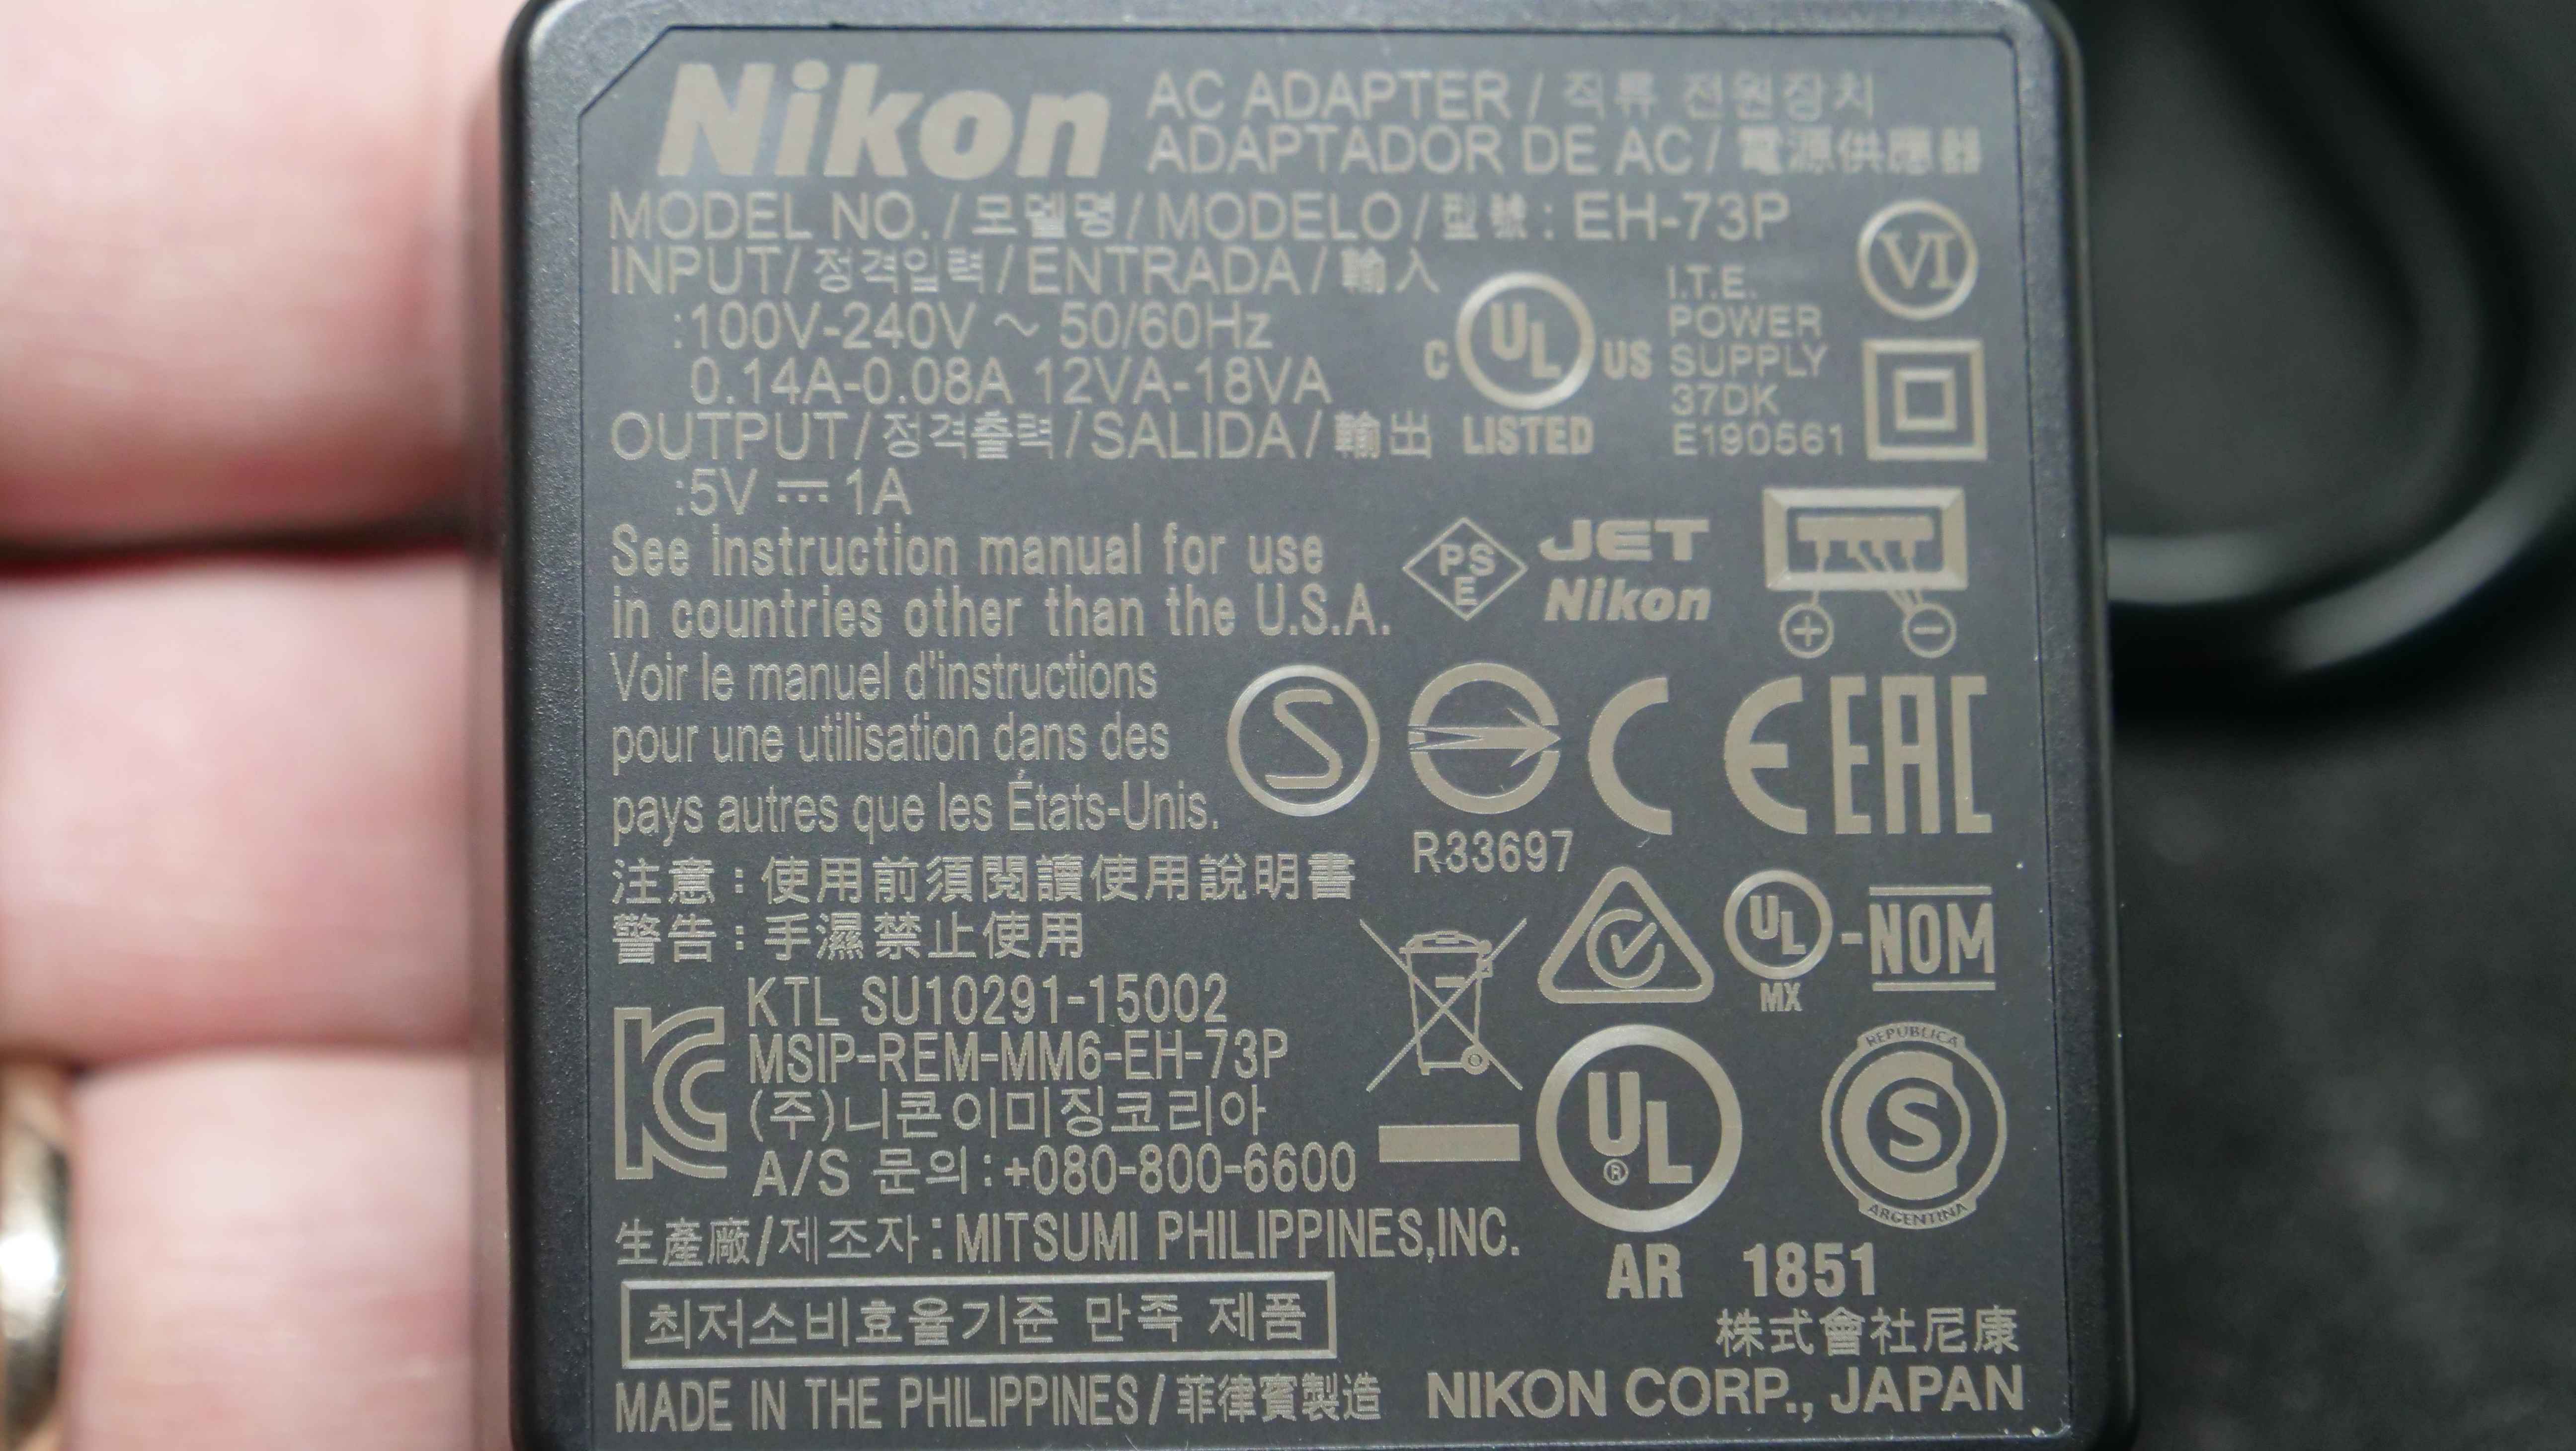 Nikon
AC ADAPTER / 직류 전원장치
ADAPTADOR DE AC / 電源供應器
MODEL NO. / 모델명 / MODELO / 型號 : EH-73P
VI
INPUT / 정격입력 / ENTRADA / 輸入
:100V-240V ~ 50/60Hz
0.14A-0.08A 12VA-18VA
C UL US
LISTED
I.T.E.
POWER
SUPPLY
37DK
E190561
OUTPUT / 정격출력 / SALIDA / 輸出
:5V ⎓ 1A
See instruction manual for use
in countries other than the U.S.A.
PS
E
JET
Nikon
+ −
Voir le manuel d'instructions
pour une utilisation dans des
pays autres que les États-Unis.
S
CE EAC
R33697
注意 : 使用前須閱讀使用說明書
警告 : 手濕禁止使用
UL -NOM
MX
KC
KTL SU10291-15002
MSIP-REM-MM6-EH-73P
(주)니콘이미징코리아
A/S 문의 : +080-800-6600
UL®
AR
REPUBLICA
S
ARGENTINA
1851
生產廠/제조자 : MITSUMI PHILIPPINES,INC.
최저소비효율기준 만족 제품
株式會社尼康
MADE IN THE PHILIPPINES / 菲律賓製造
NIKON CORP., JAPAN